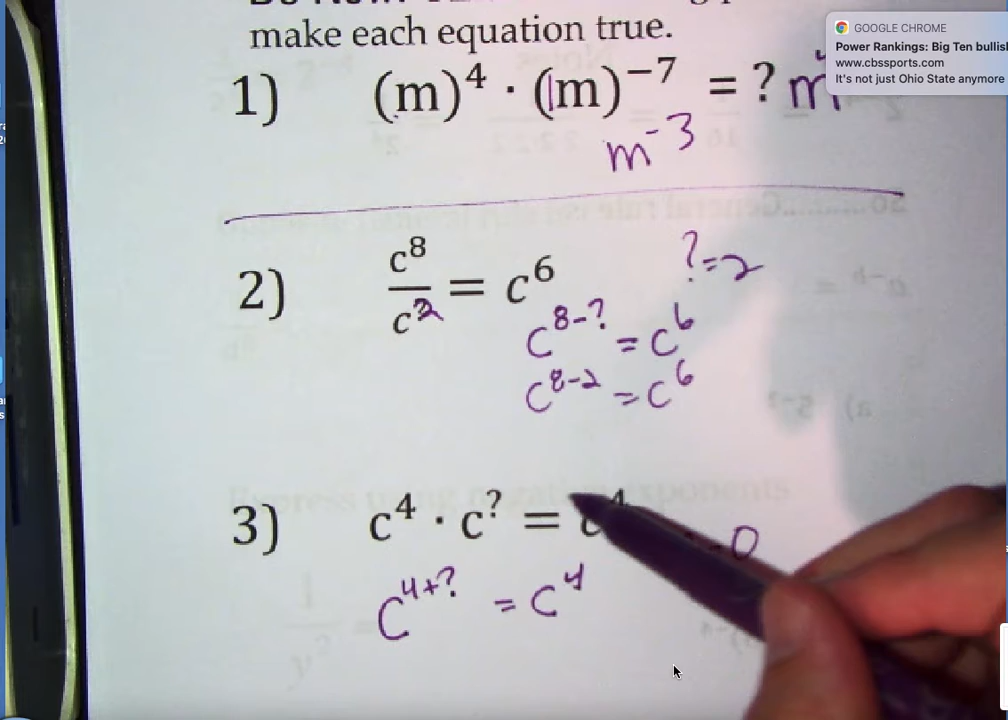 make each equation true.
GOOGLE CHROME
Power Rankings: Big Ten bullish
www.cbssports.com
It's not just Ohio State anymore
1) (m)⁴ · (m)⁻⁷ = ? m
m⁻³
2) c⁸/c² = c⁶ ?=2
c⁸⁻? = c⁶
c⁸⁻² = c⁶
3) c⁴ · c? = c⁴ 0
c⁴⁺? = c⁴